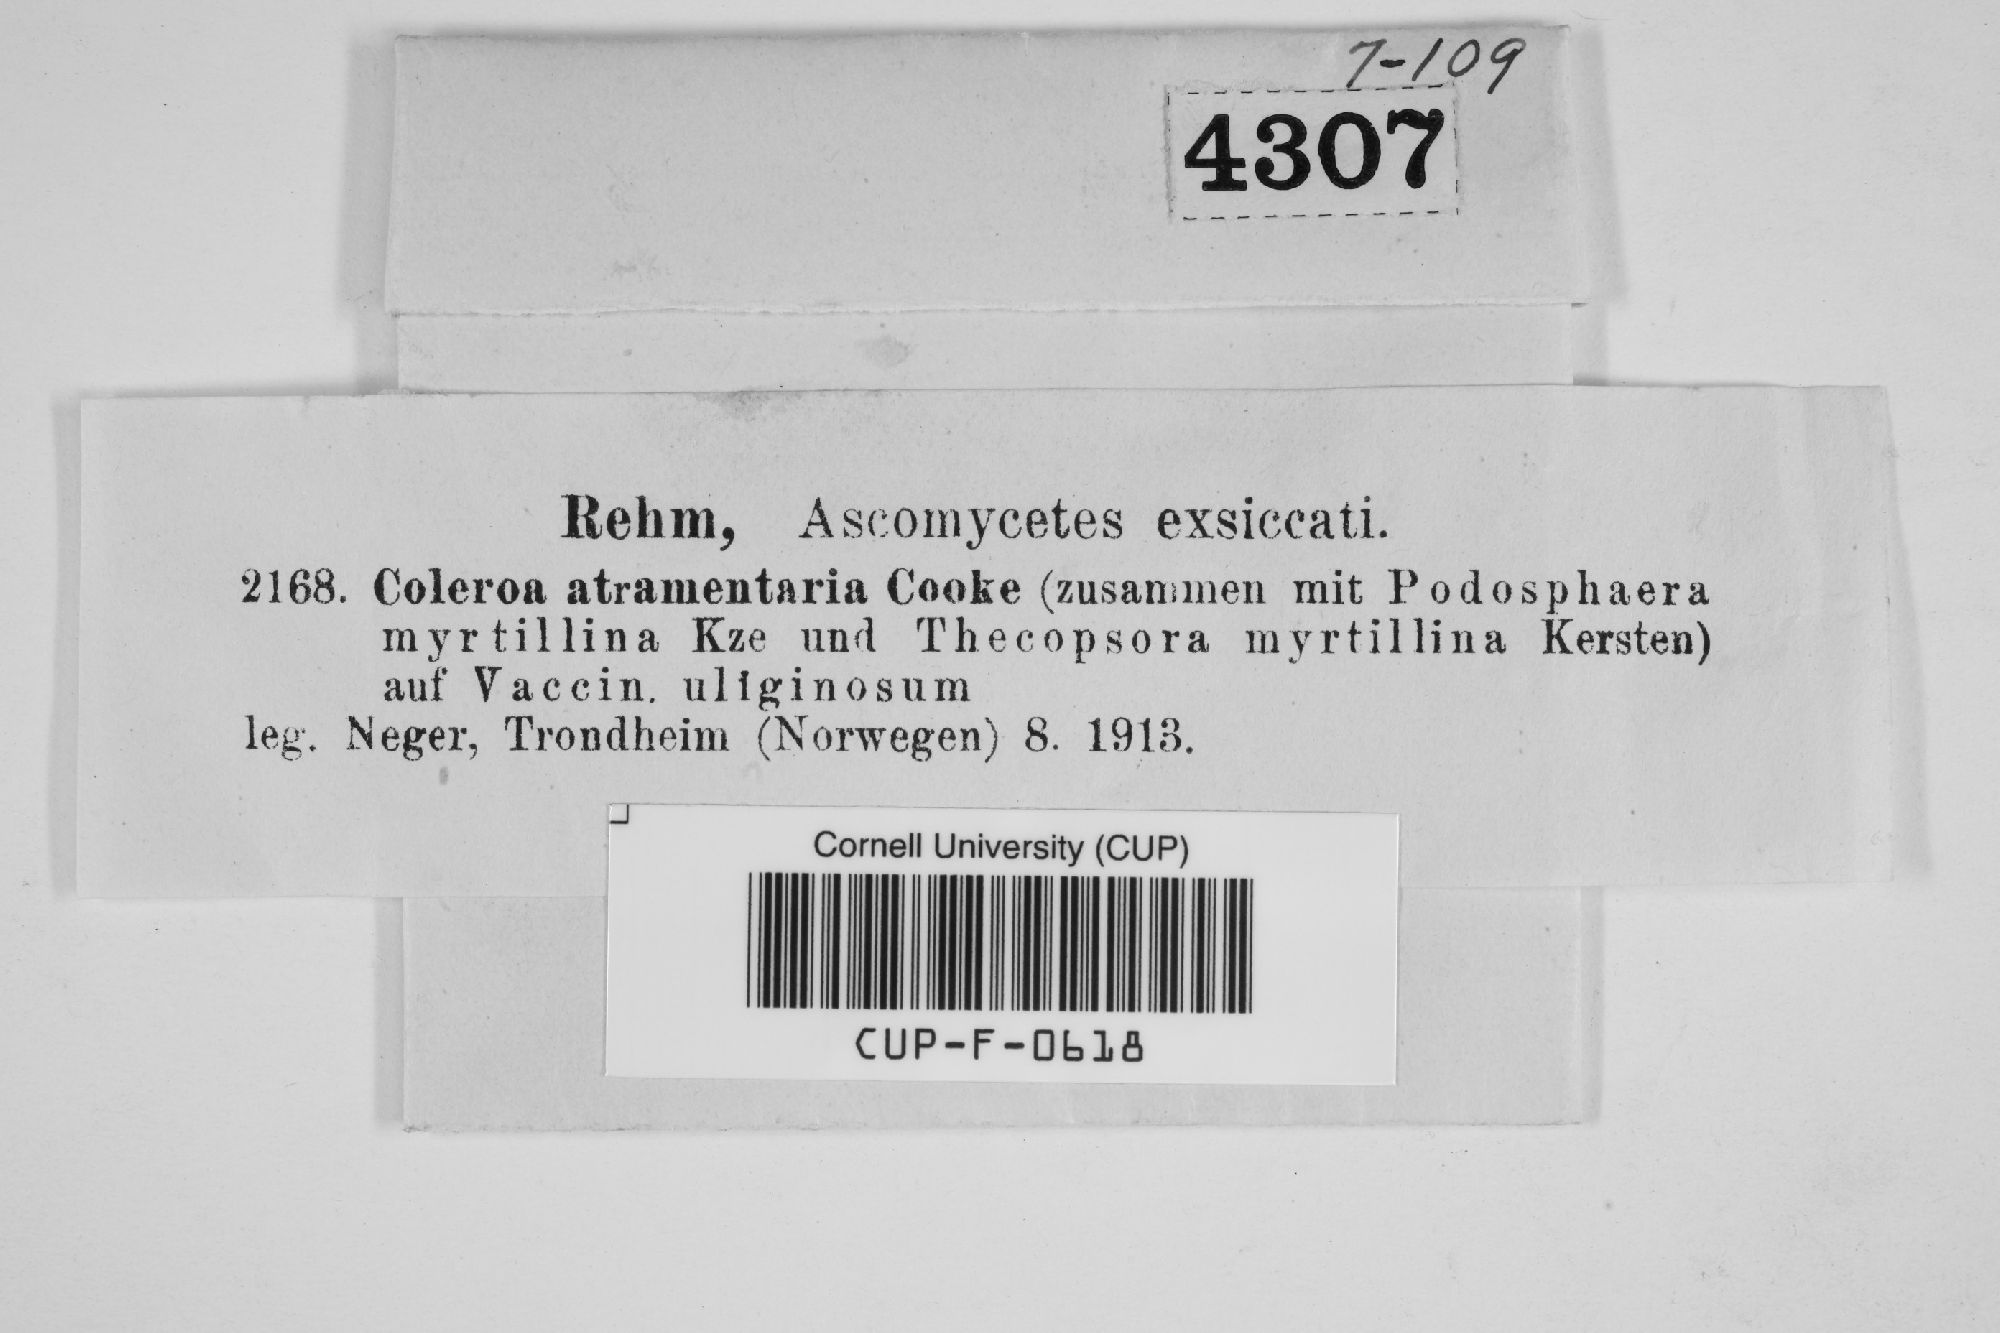 7-109
4307
Rehm, Ascomycetes exsiccati.
2168. Coleroa atramentaria Cooke (zusammen mit Podosphaera
myrtillina Kze und Thecopsora myrtillina Kersten)
auf Vaccin. uliginosum
leg. Neger, Trondheim (Norwegen) 8. 1913.
Cornell University (CUP)
CUP-F-0618